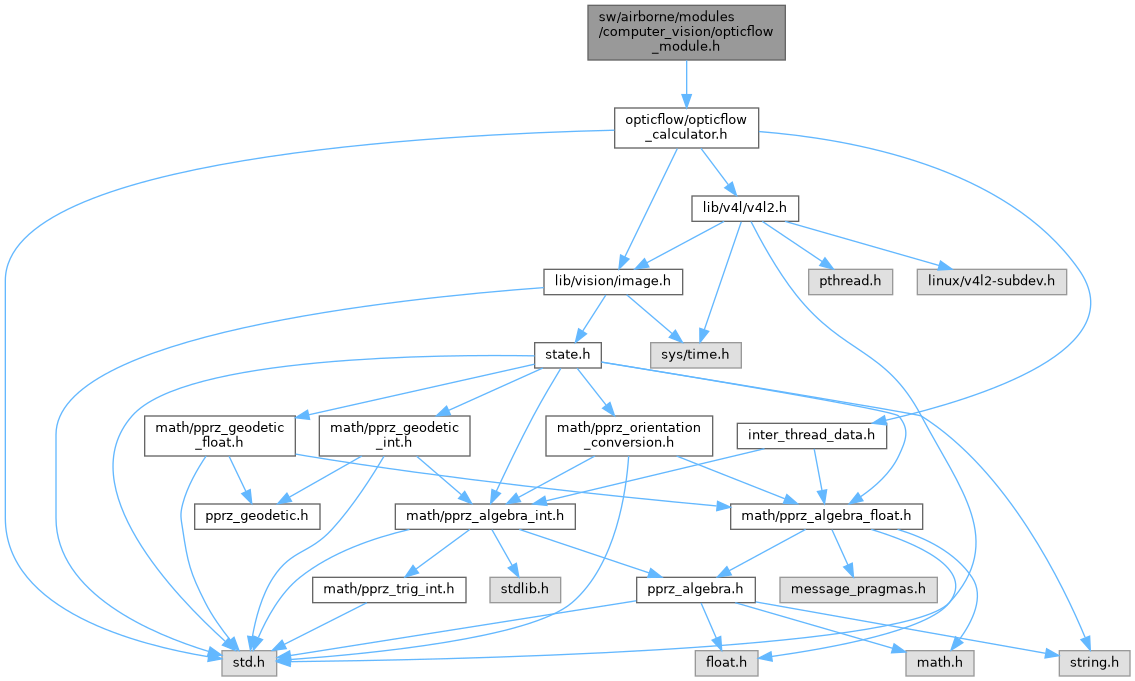 sw/airborne/modules
/computer_vision/opticflow
_module.h
opticflow/opticflow
_calculator.h
lib/v4l/v4l2.h
lib/vision/image.h
pthread.h
linux/v4l2-subdev.h
state.h
sys/time.h
math/pprz_geodetic
_float.h
math/pprz_geodetic
_int.h
math/pprz_orientation
_conversion.h
inter_thread_data.h
pprz_geodetic.h
math/pprz_algebra_int.h
math/pprz_algebra_float.h
math/pprz_trig_int.h
stdlib.h
pprz_algebra.h
message_pragmas.h
std.h
float.h
math.h
string.h